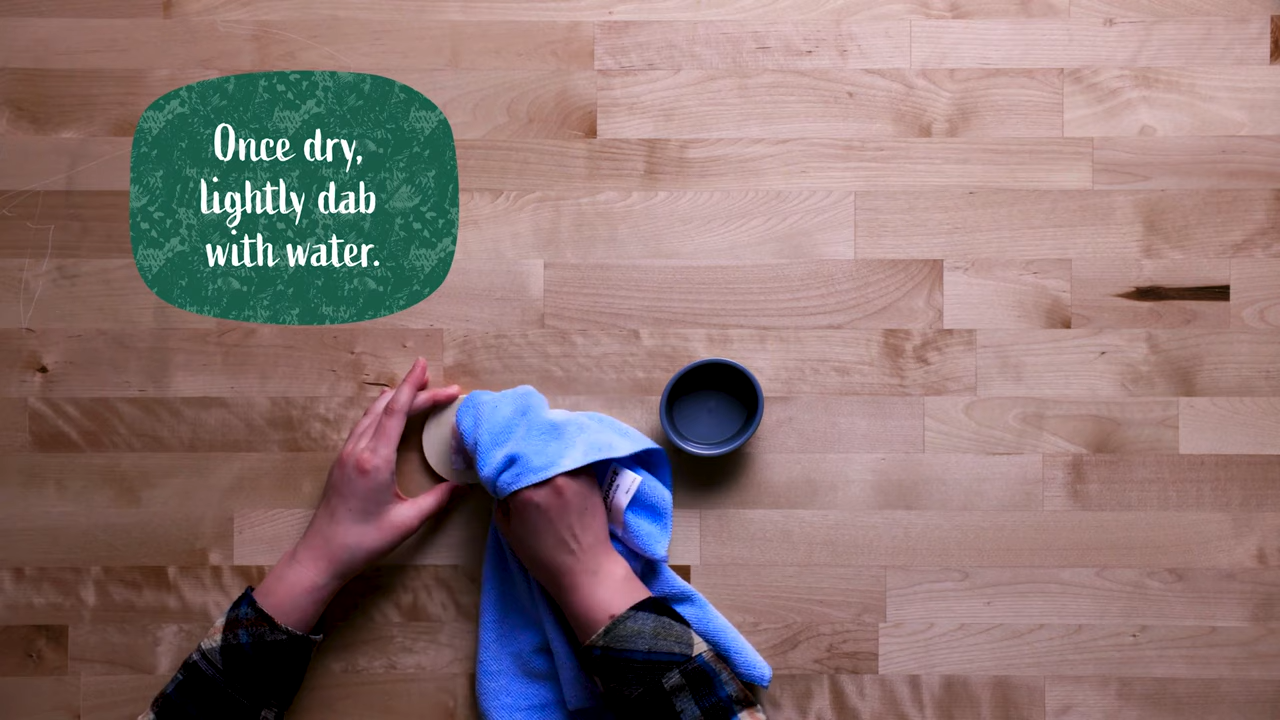 Once dry,
lightly dab
with water.